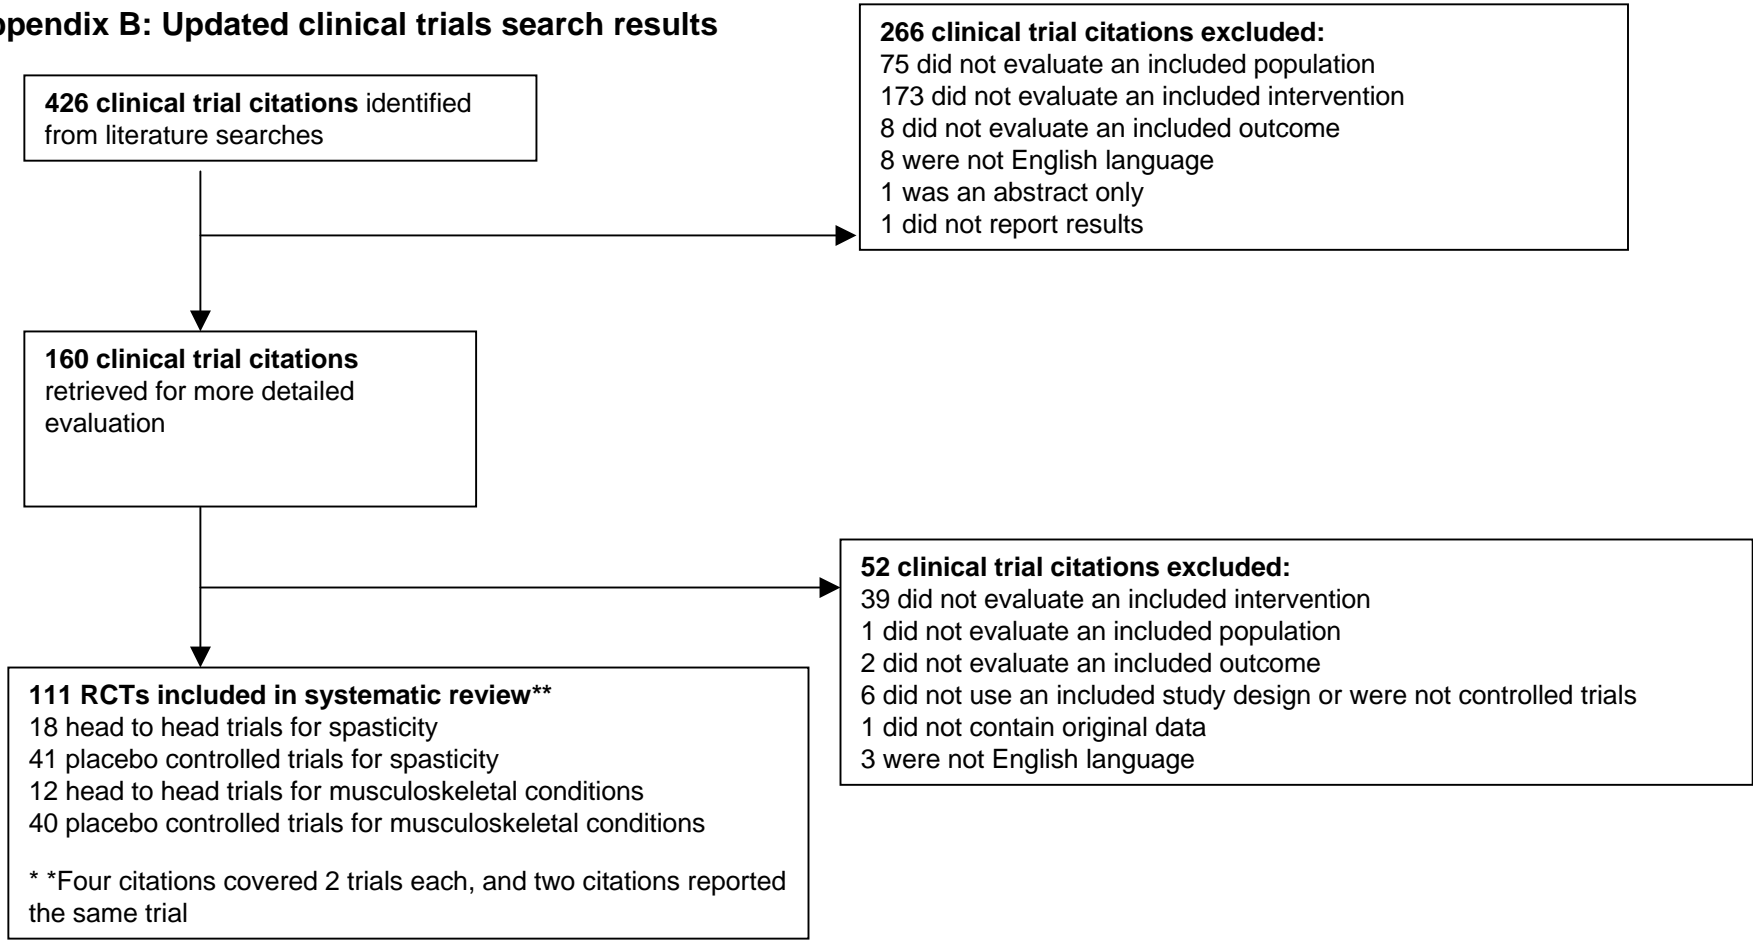 ppendix B: Updated clinical trials search results
426 clinical trial citations identified
from literature searches
266 clinical trial citations excluded:
75 did not evaluate an included population
173 did not evaluate an included intervention
8 did not evaluate an included outcome
8 were not English language
1 was an abstract only
1 did not report results
160 clinical trial citations
retrieved for more detailed
evaluation
52 clinical trial citations excluded:
39 did not evaluate an included intervention
1 did not evaluate an included population
2 did not evaluate an included outcome
6 did not use an included study design or were not controlled trials
1 did not contain original data
3 were not English language
111 RCTs included in systematic review**
18 head to head trials for spasticity
41 placebo controlled trials for spasticity
12 head to head trials for musculoskeletal conditions
40 placebo controlled trials for musculoskeletal conditions
* *Four citations covered 2 trials each, and two citations reported
the same trial